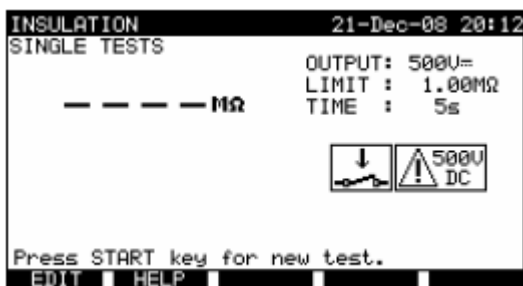 INSULATION 21-Dec-08 20:12
SINGLE TESTS
OUTPUT: 500V⎓
LIMIT : 1.00MΩ
– – – – MΩ TIME : 5s
500V
DC
Press START key for new test.
EDIT HELP